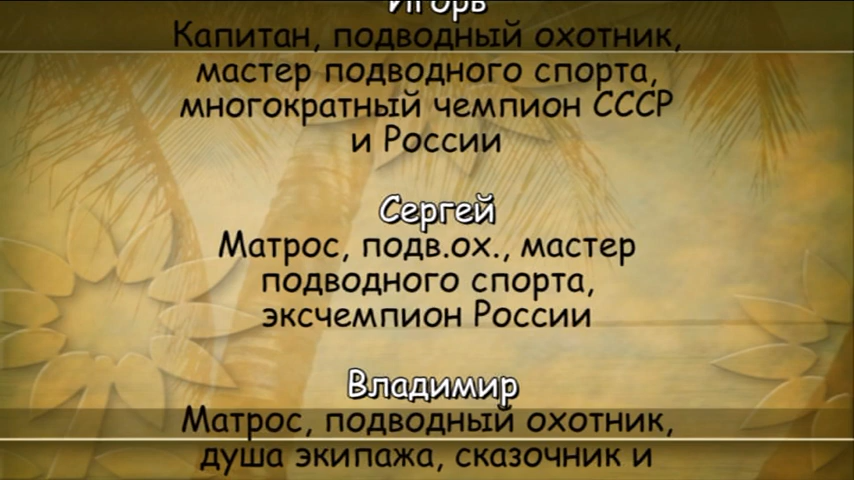 Игорь
Капитан, подводный охотник,
мастер подводного спорта,
многократный чемпион СССР
и России
Сергей
Матрос, подв.ох., мастер
подводного спорта,
эксчемпион России
Владимир
Матрос, подводный охотник,
душа экипажа, сказочник и